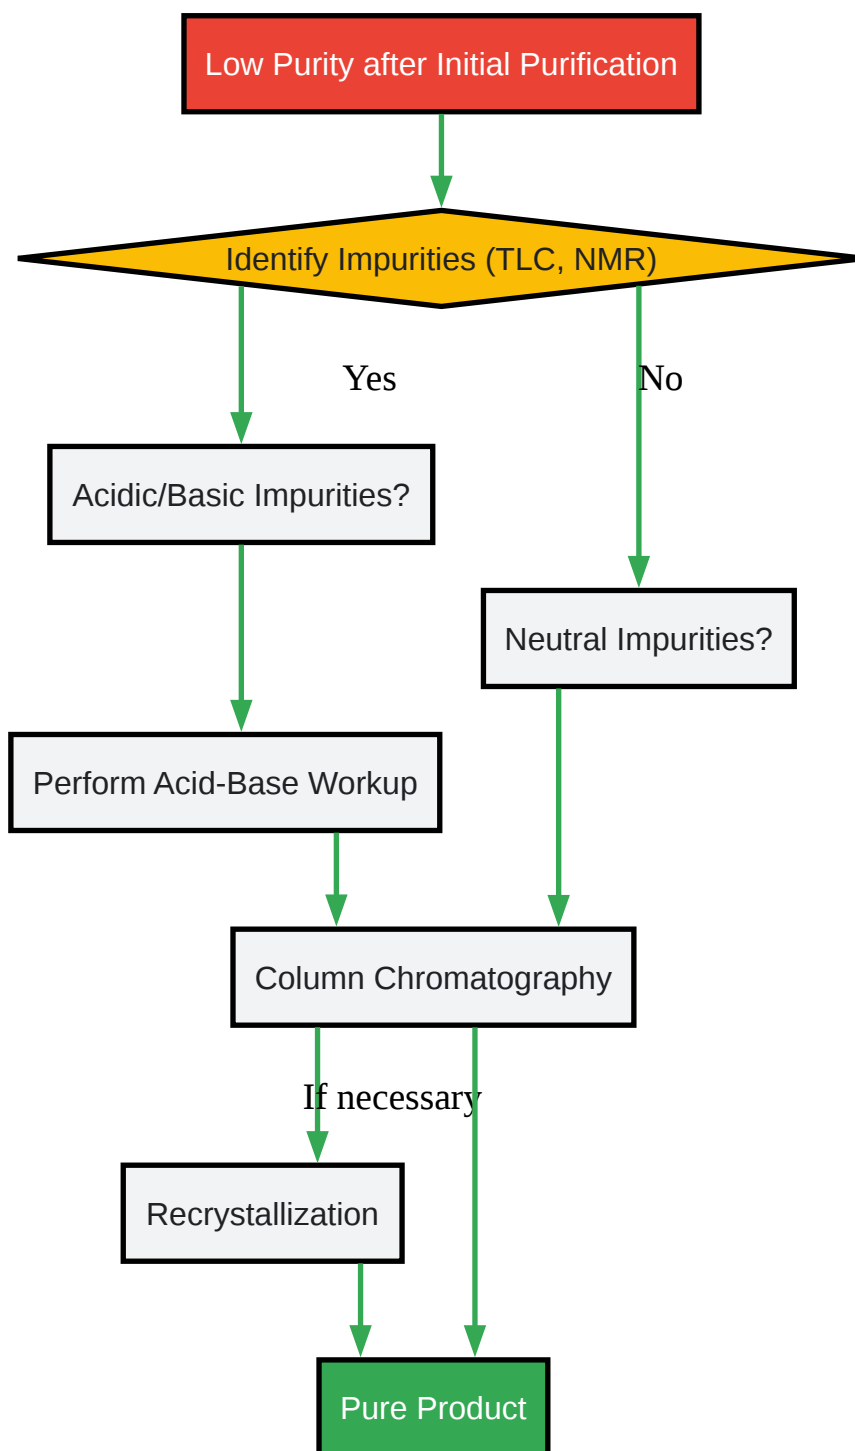 Low Purity after Initial Purification
Identify Impurities (TLC, NMR)
Yes
No
Acidic/Basic Impurities?
Neutral Impurities?
Perform Acid-Base Workup
Column Chromatography
If necessary
Recrystallization
Pure Product